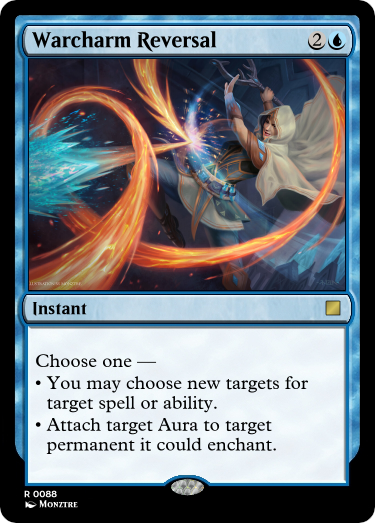 Warcharm Reversal 2
Instant
Choose one —
• You may choose new targets for
target spell or ability.
• Attach target Aura to target
permanent it could enchant.
R 0088
Monztre